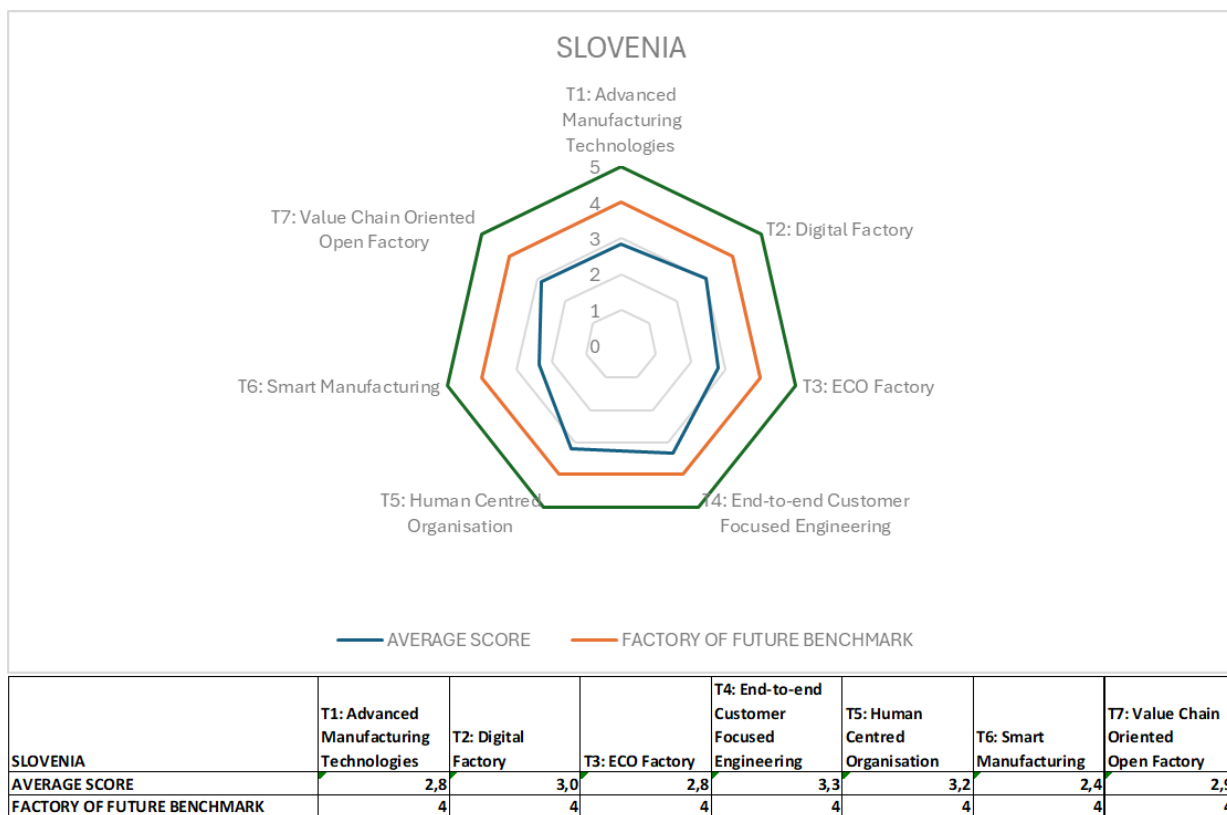 SLOVENIA
T1: Advanced
Manufacturing
Technologies
5
4
3
2
1
0
T7: Value Chain Oriented
Open Factory
T2: Digital Factory
T6: Smart Manufacturing
T3: ECO Factory
T5: Human Centred
Organisation
T4: End-to-end Customer
Focused Engineering
AVERAGE SCORE FACTORY OF FUTURE BENCHMARK
T4: End-to-end
T1: Advanced Customer T5: Human T7: Value Chain
Manufacturing T2: Digital Focused Centred T6: Smart Oriented
SLOVENIA Technologies Factory T3: ECO Factory Engineering Organisation Manufacturing Open Factory
AVERAGE SCORE 2,8 3,0 2,8 3,3 3,2 2,4 2,9
FACTORY OF FUTURE BENCHMARK 4 4 4 4 4 4 4